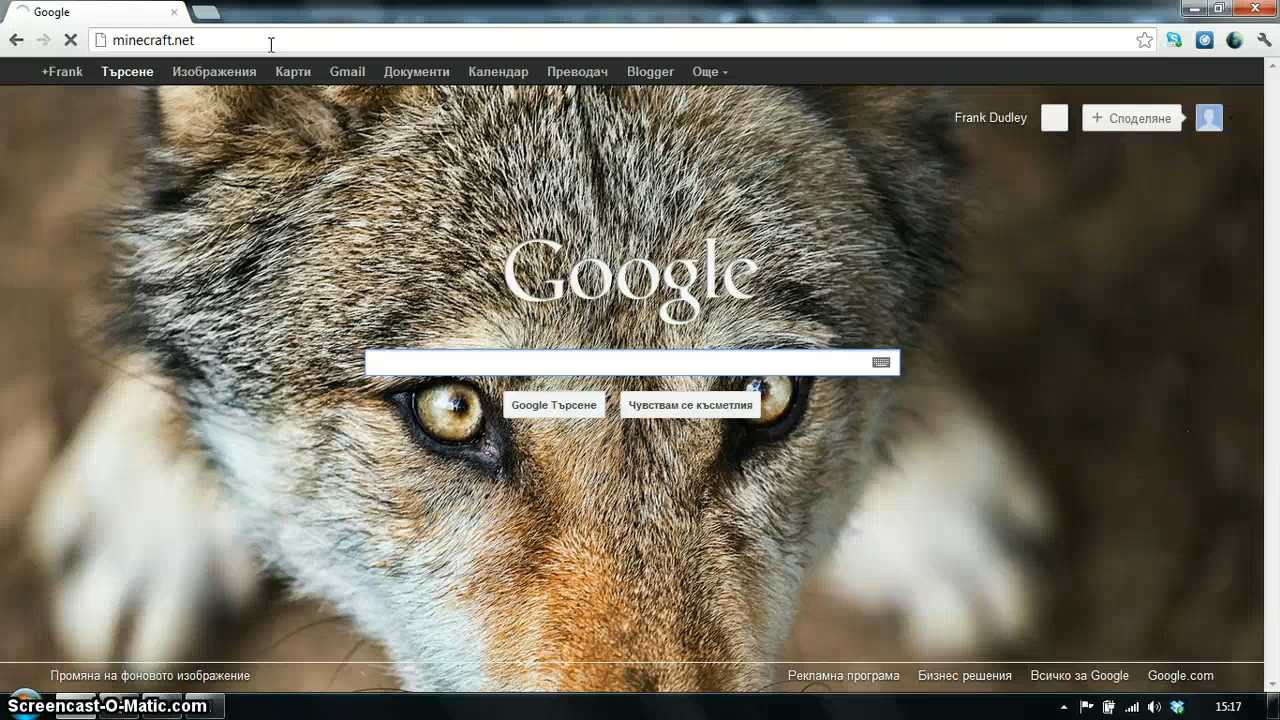 Google
minecraft.net
+Frank Търсене Изображения Карти Gmail Документи Календар Преводач Blogger Още
Frank Dudley + Споделяне
Google
Google Търсене Чувствам се късметлия
Промяна на фоновото изображение Рекламна програма Бизнес решения Всичко за Google Google.com
Screencast-O-Matic.com 15:17